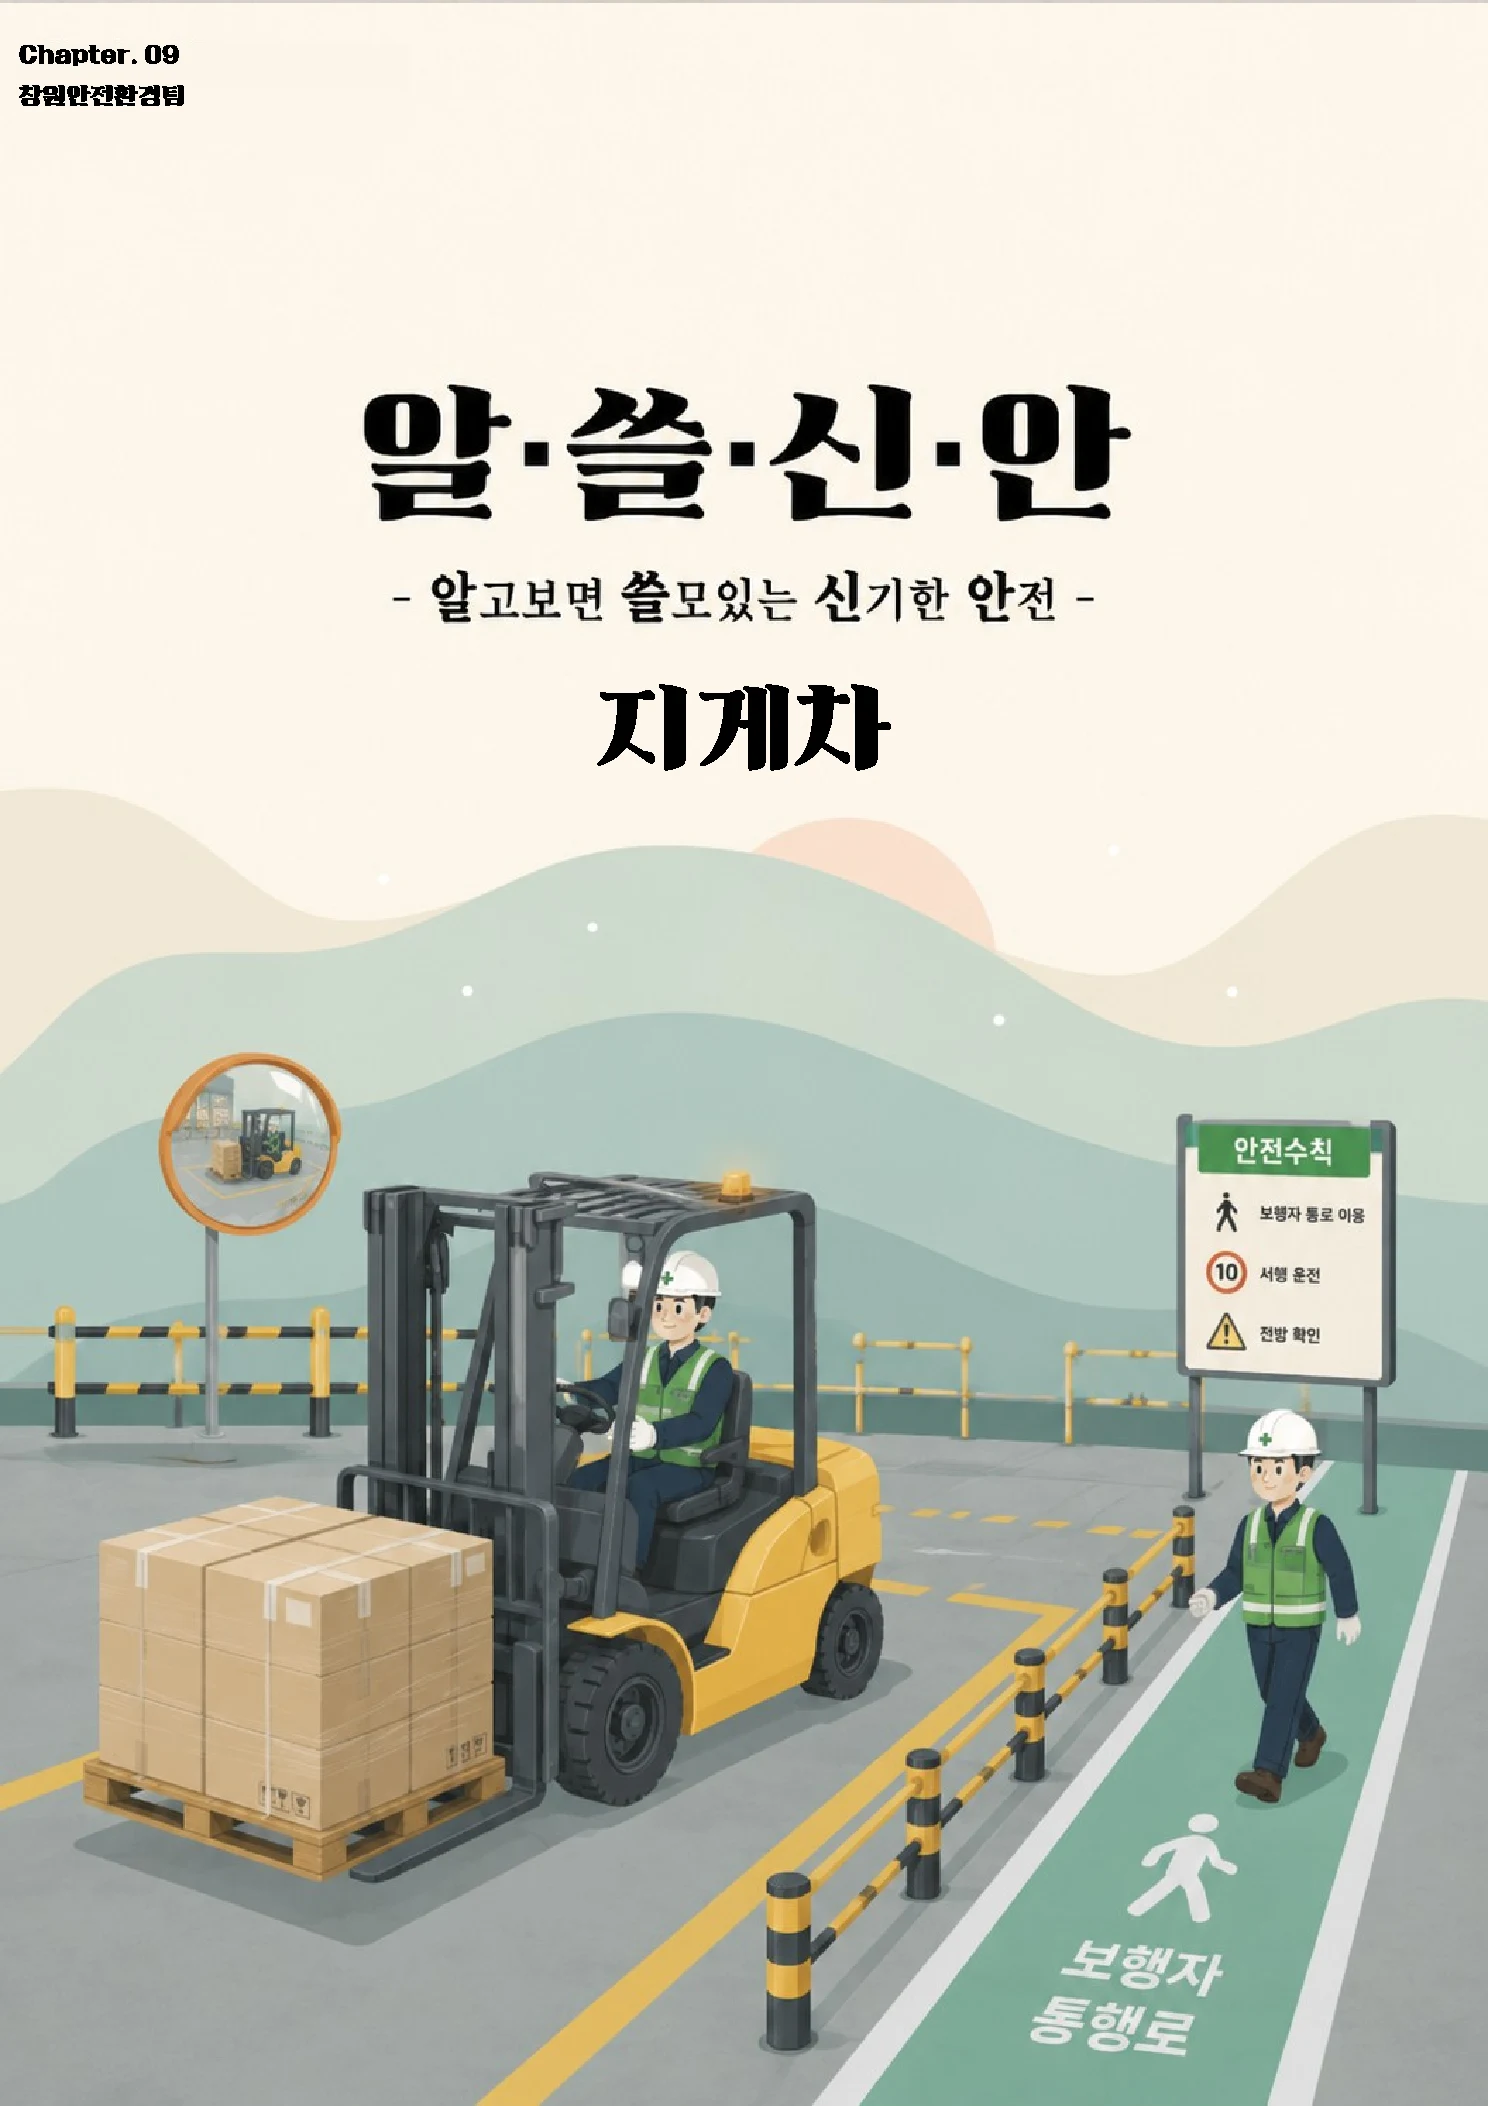 Chapter. 09
창원안전환경팀
알·쓸·신·안
- 알고보면 쓸모있는 신기한 안전 -
지게차
안전수칙
보행자 통로 이용
10 서행 운전
전방 확인
보행자
통행로